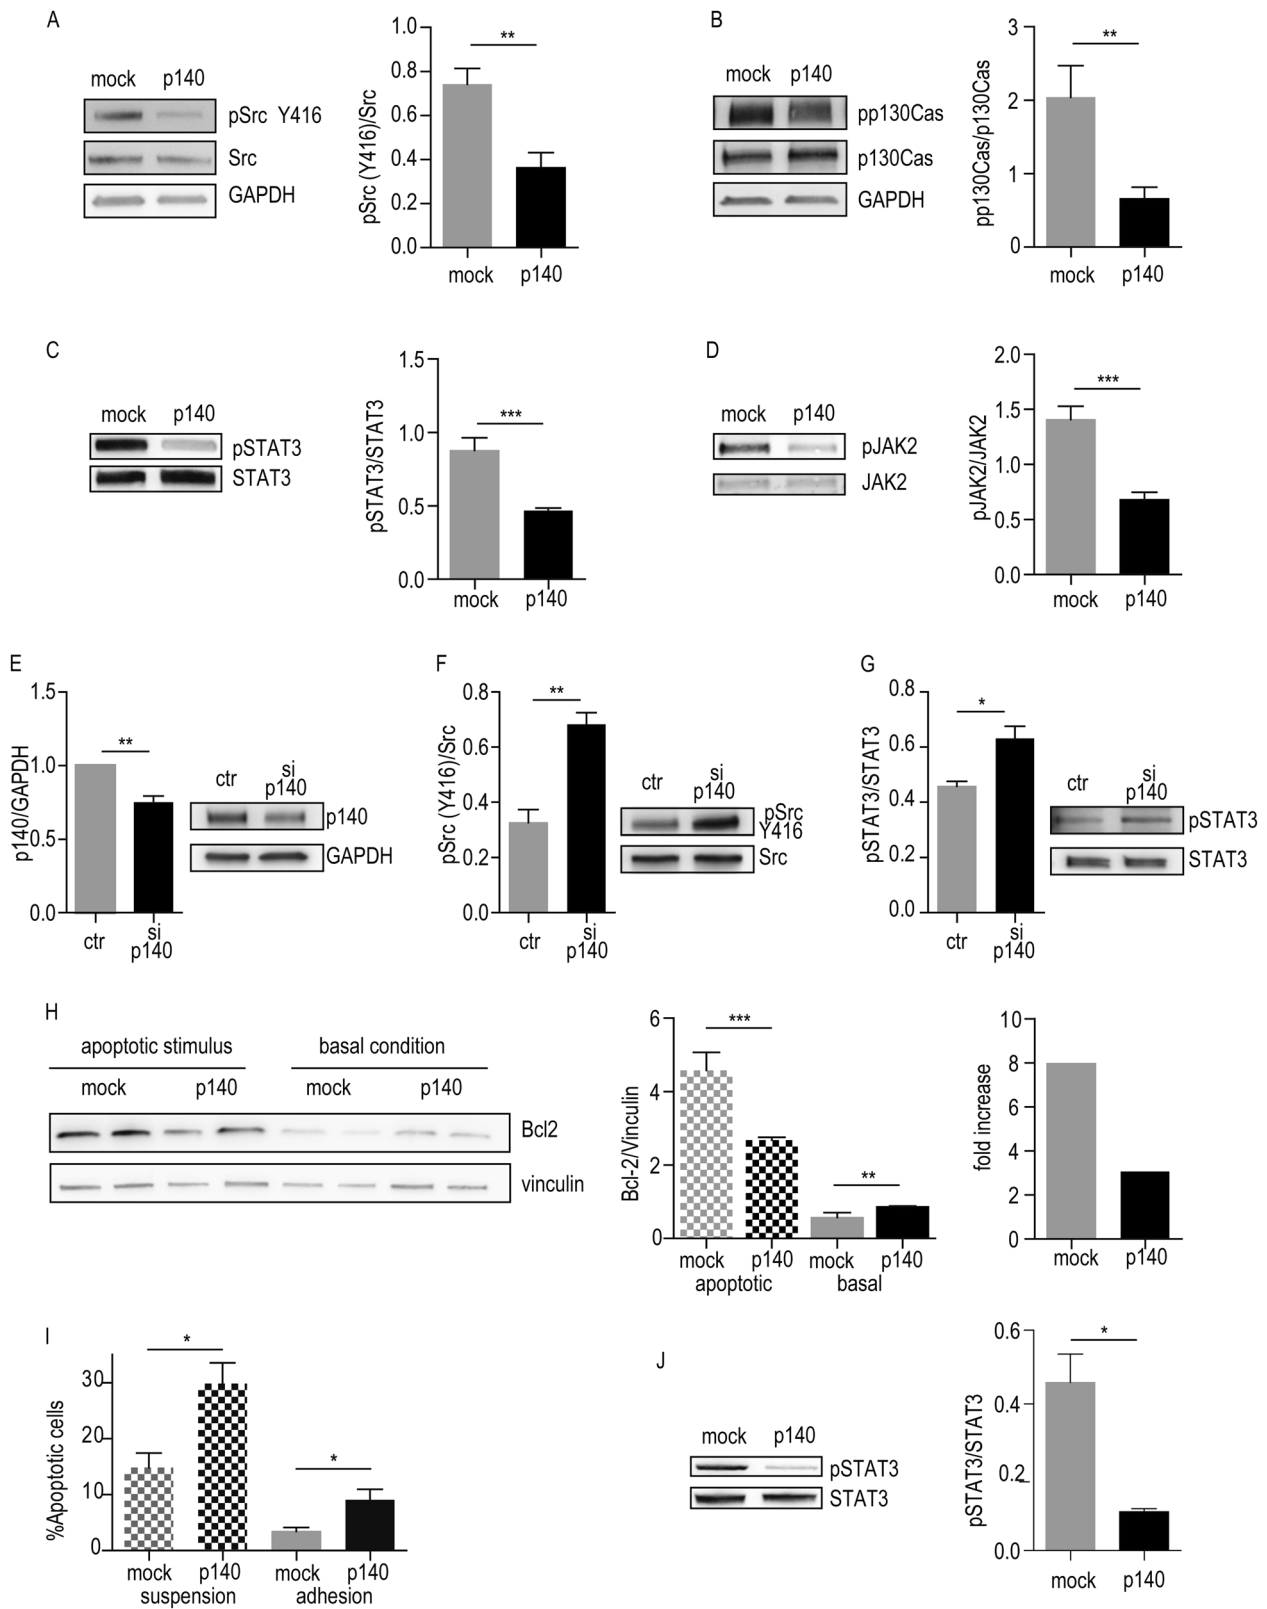 A
mock p140
pSrc Y416
Src
GAPDH
pSrc (Y416)/Src
1.0
0.8
0.6
0.4
0.2
0.0
**
mock p140
B
mock p140
pp130Cas
p130Cas
GAPDH
pp130Cas/p130Cas
3
2
1
0
**
mock p140
C
mock p140
pSTAT3
STAT3
pSTAT3/STAT3
1.5
1.0
0.5
0.0
***
mock p140
D
mock p140
pJAK2
JAK2
pJAK2/JAK2
2.0
1.5
1.0
0.5
0.0
***
mock p140
E
p140/GAPDH
1.5
1.0
0.5
0.0
**
ctr si p140
ctr si p140
p140
GAPDH
F
pSrc (Y416)/Src
0.8
0.6
0.4
0.2
0.0
**
ctr si p140
ctr si p140
pSrc
Y416
Src
G
pSTAT3/STAT3
0.8
0.6
0.4
0.2
0.0
*
ctr si p140
ctr si p140
pSTAT3
STAT3
H
apoptotic stimulus basal condition
mock p140 mock p140
Bcl2
vinculin
Bcl-2/Vinculin
6
4
2
0
***
**
mock p140 mock p140
apoptotic basal
fold increase
10
8
6
4
2
0
mock p140
I
%Apoptotic cells
30
20
10
0
*
*
mock p140 mock p140
suspension adhesion
J
mock p140
pSTAT3
STAT3
pSTAT3/STAT3
0.6
0.4
0.2
0.0
*
mock p140